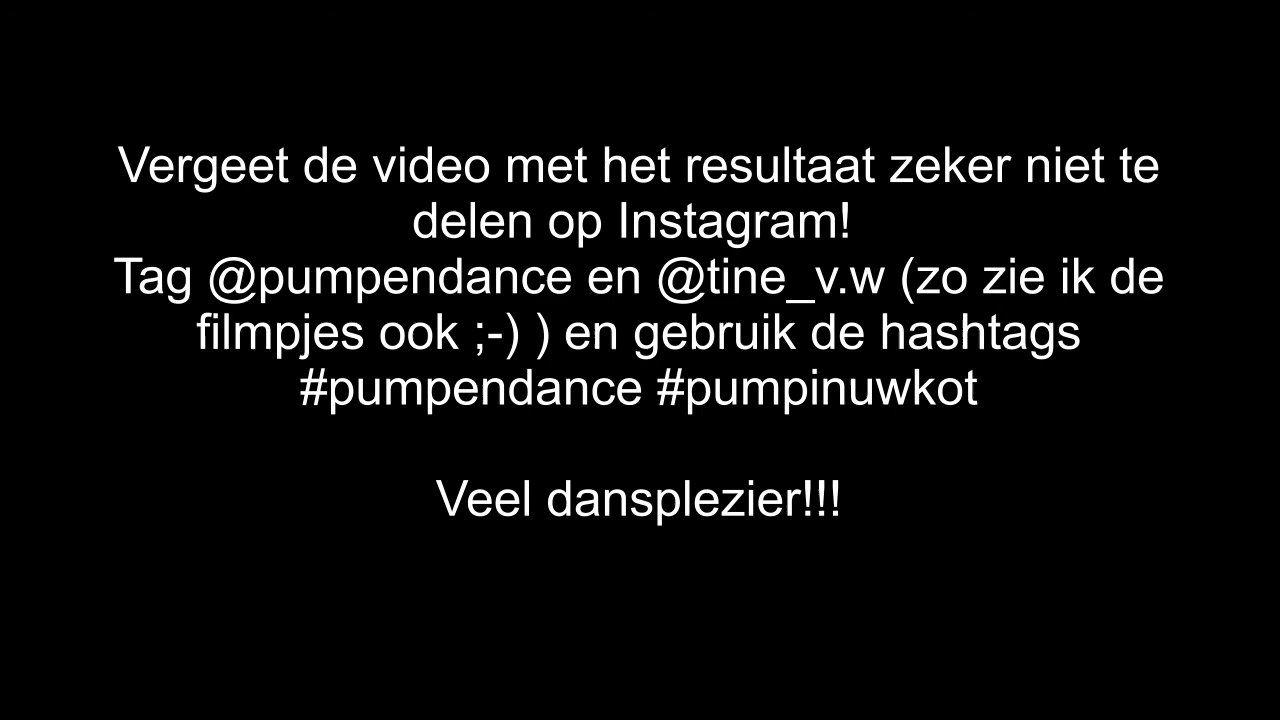 Vergeet de video met het resultaat zeker niet te
delen op Instagram!
Tag @pumpendance en @tine_v.w (zo zie ik de
filmpjes ook ;-) ) en gebruik de hashtags
#pumpendance #pumpinuwkot
Veel dansplezier!!!